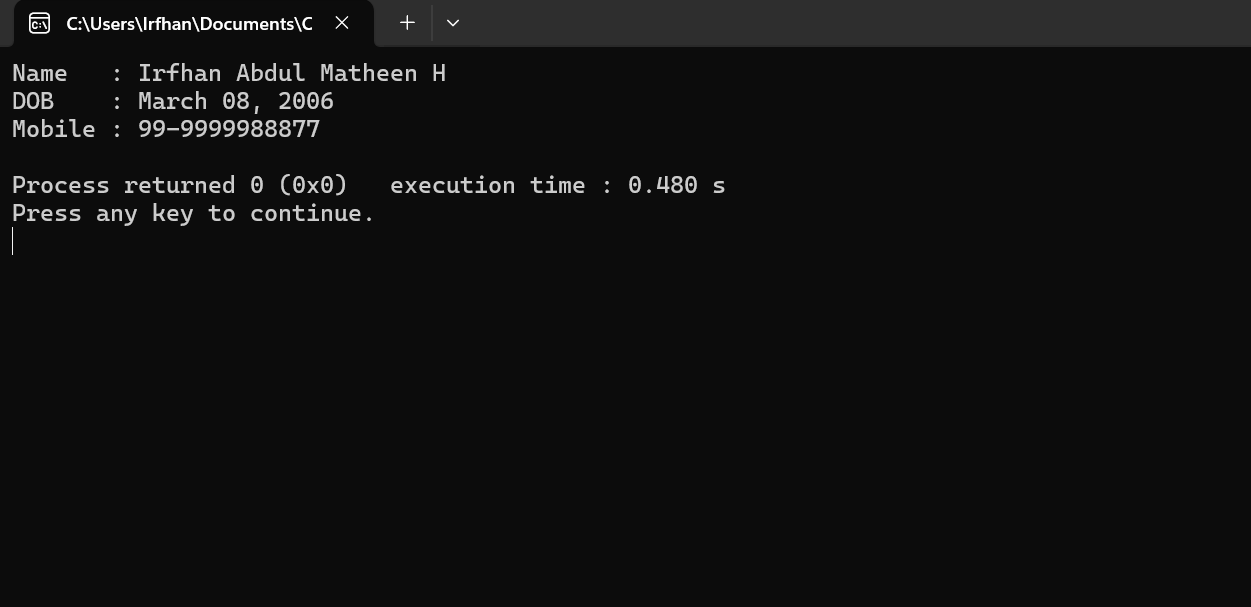 C:\Users\Irfhan\Documents\C
Name   : Irfhan Abdul Matheen H
DOB    : March 08, 2006
Mobile : 99-9999988877
Process returned 0 (0x0)   execution time : 0.480 s
Press any key to continue.